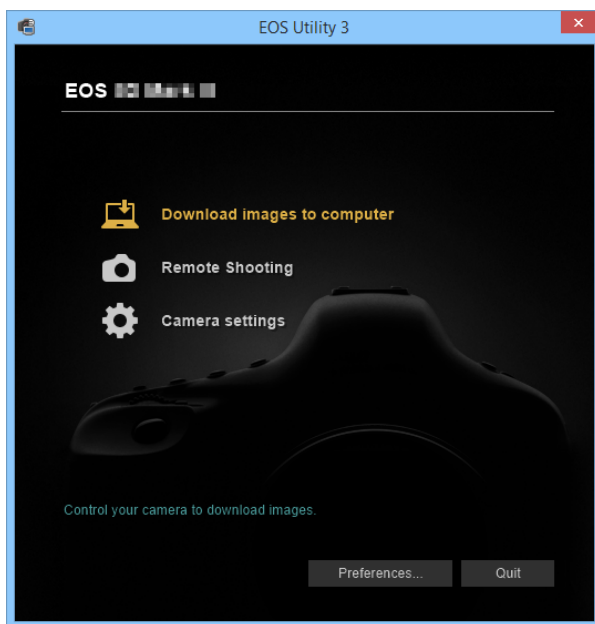 EOS Utility 3
EOS
Download images to computer
Remote Shooting
Camera settings
Control your camera to download images.
Preferences...
Quit